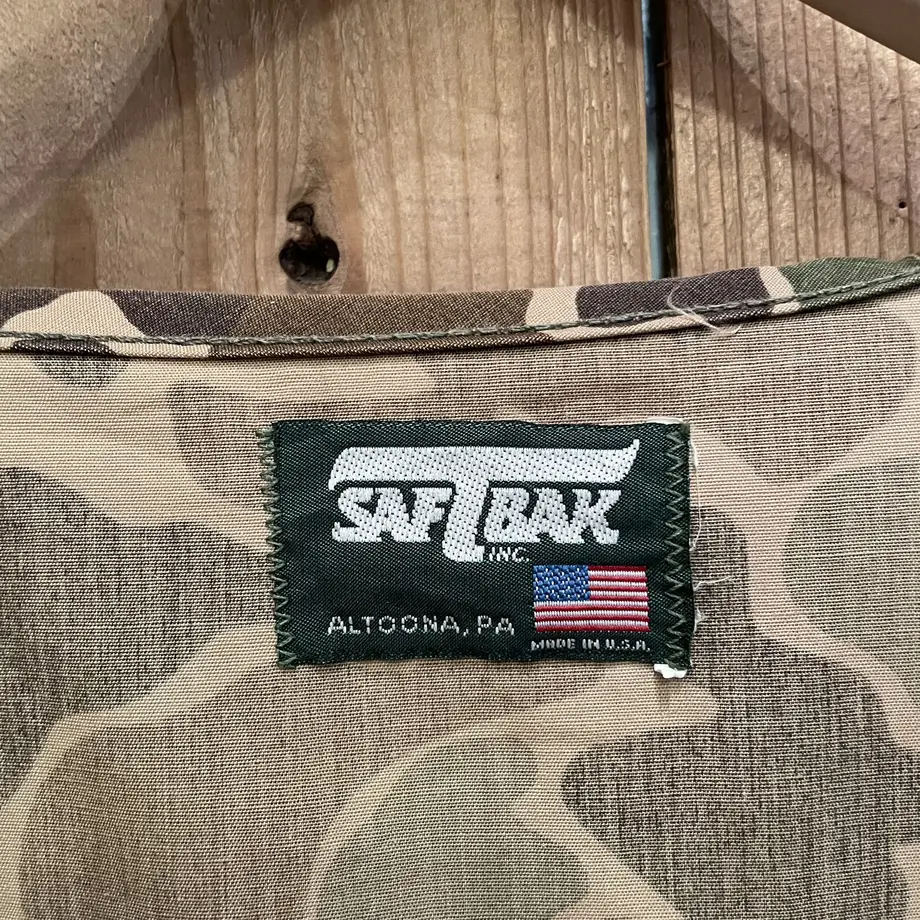 SAFTBAK
INC.
ALTOONA, PA
MADE IN U.S.A.